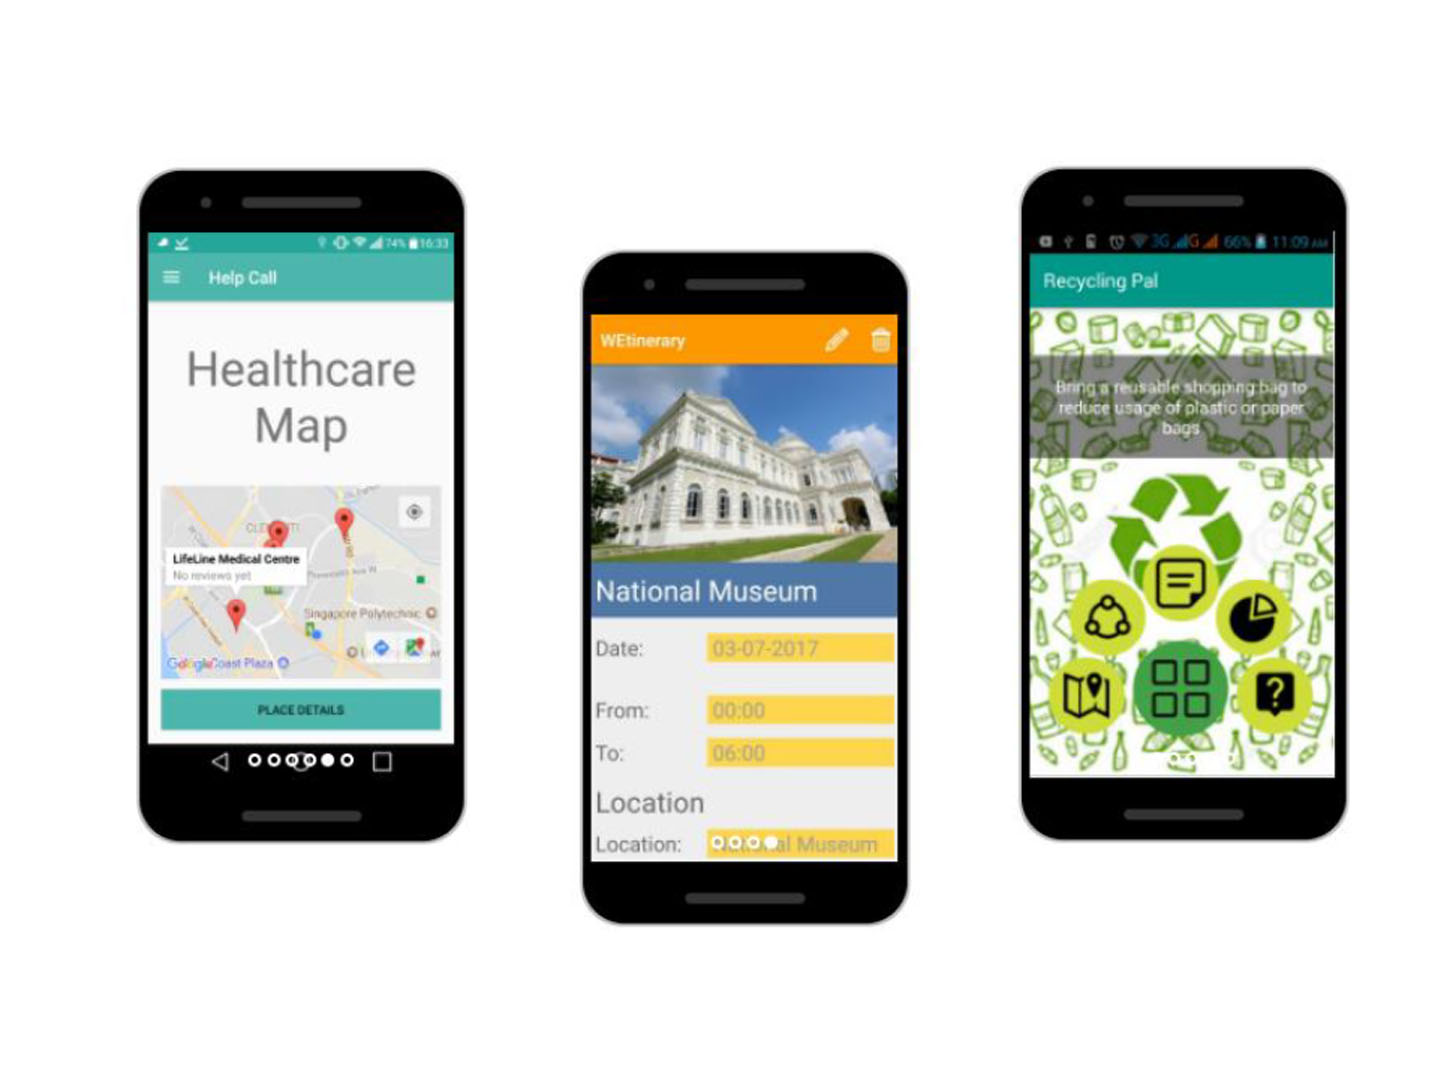 74% 16:33
Help Call
Healthcare
Map
LifeLine Medical Centre
No reviews yet
Singapore Polytechnic
Google Coast Plaza
PLACE DETAILS
WEtinerary
National Museum
Date: 03-07-2017
From: 00:00
To: 06:00
Location
Location: Museum
3G G 66% 11:09 AM
Recycling Pal
Bring a reusable shopping bag to
reduce usage of plastic or paper
bags